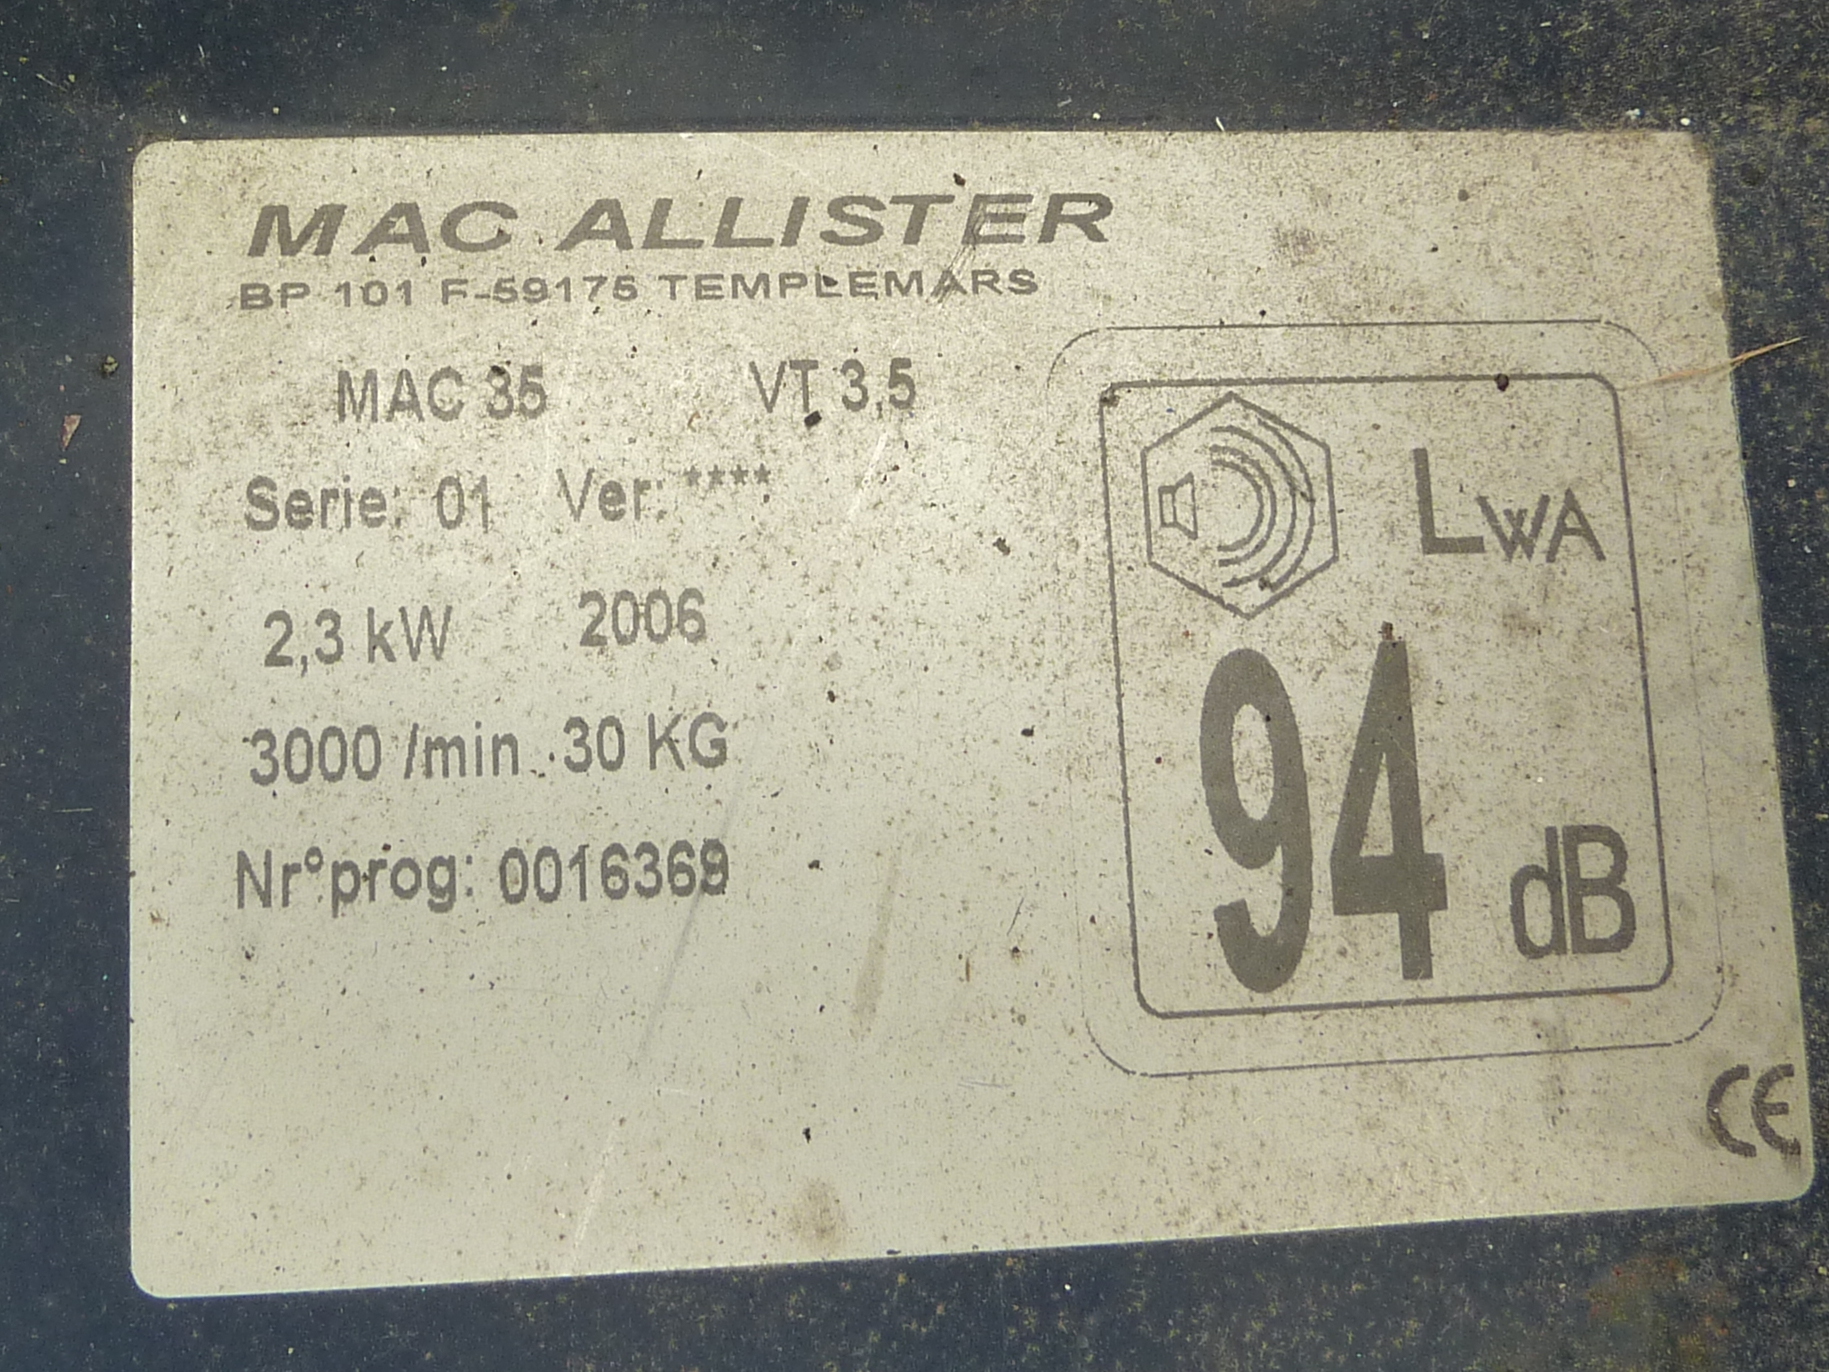 MAC ALLISTER
BP 101 F-59175 TEMPLEMARS
MAC 35 VT 3,5
Serie: 01 Ver: ****
2,3 kW 2006
3000 /min 30 KG
Nr°prog: 0016369
LWA
94 dB
CE